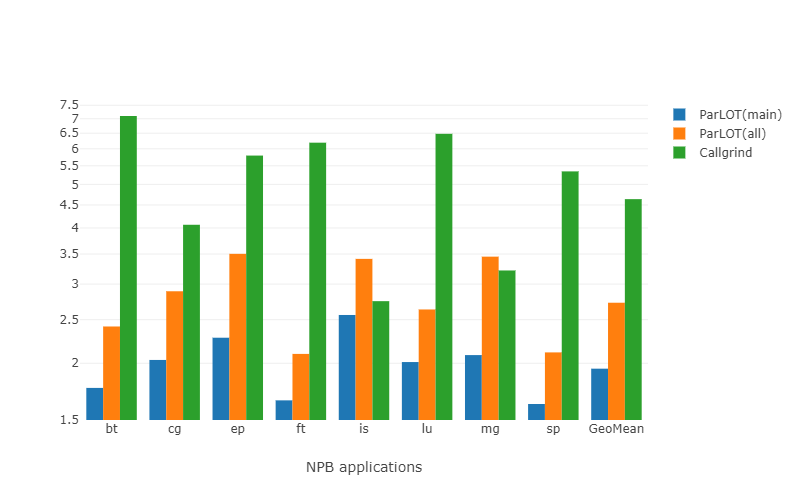 7.5
7
6.5
6
5.5
5
4.5
4
3.5
3
2.5
2
1.5
bt cg ep ft is lu mg sp GeoMean
NPB applications
ParLOT(main)
ParLOT(all)
Callgrind